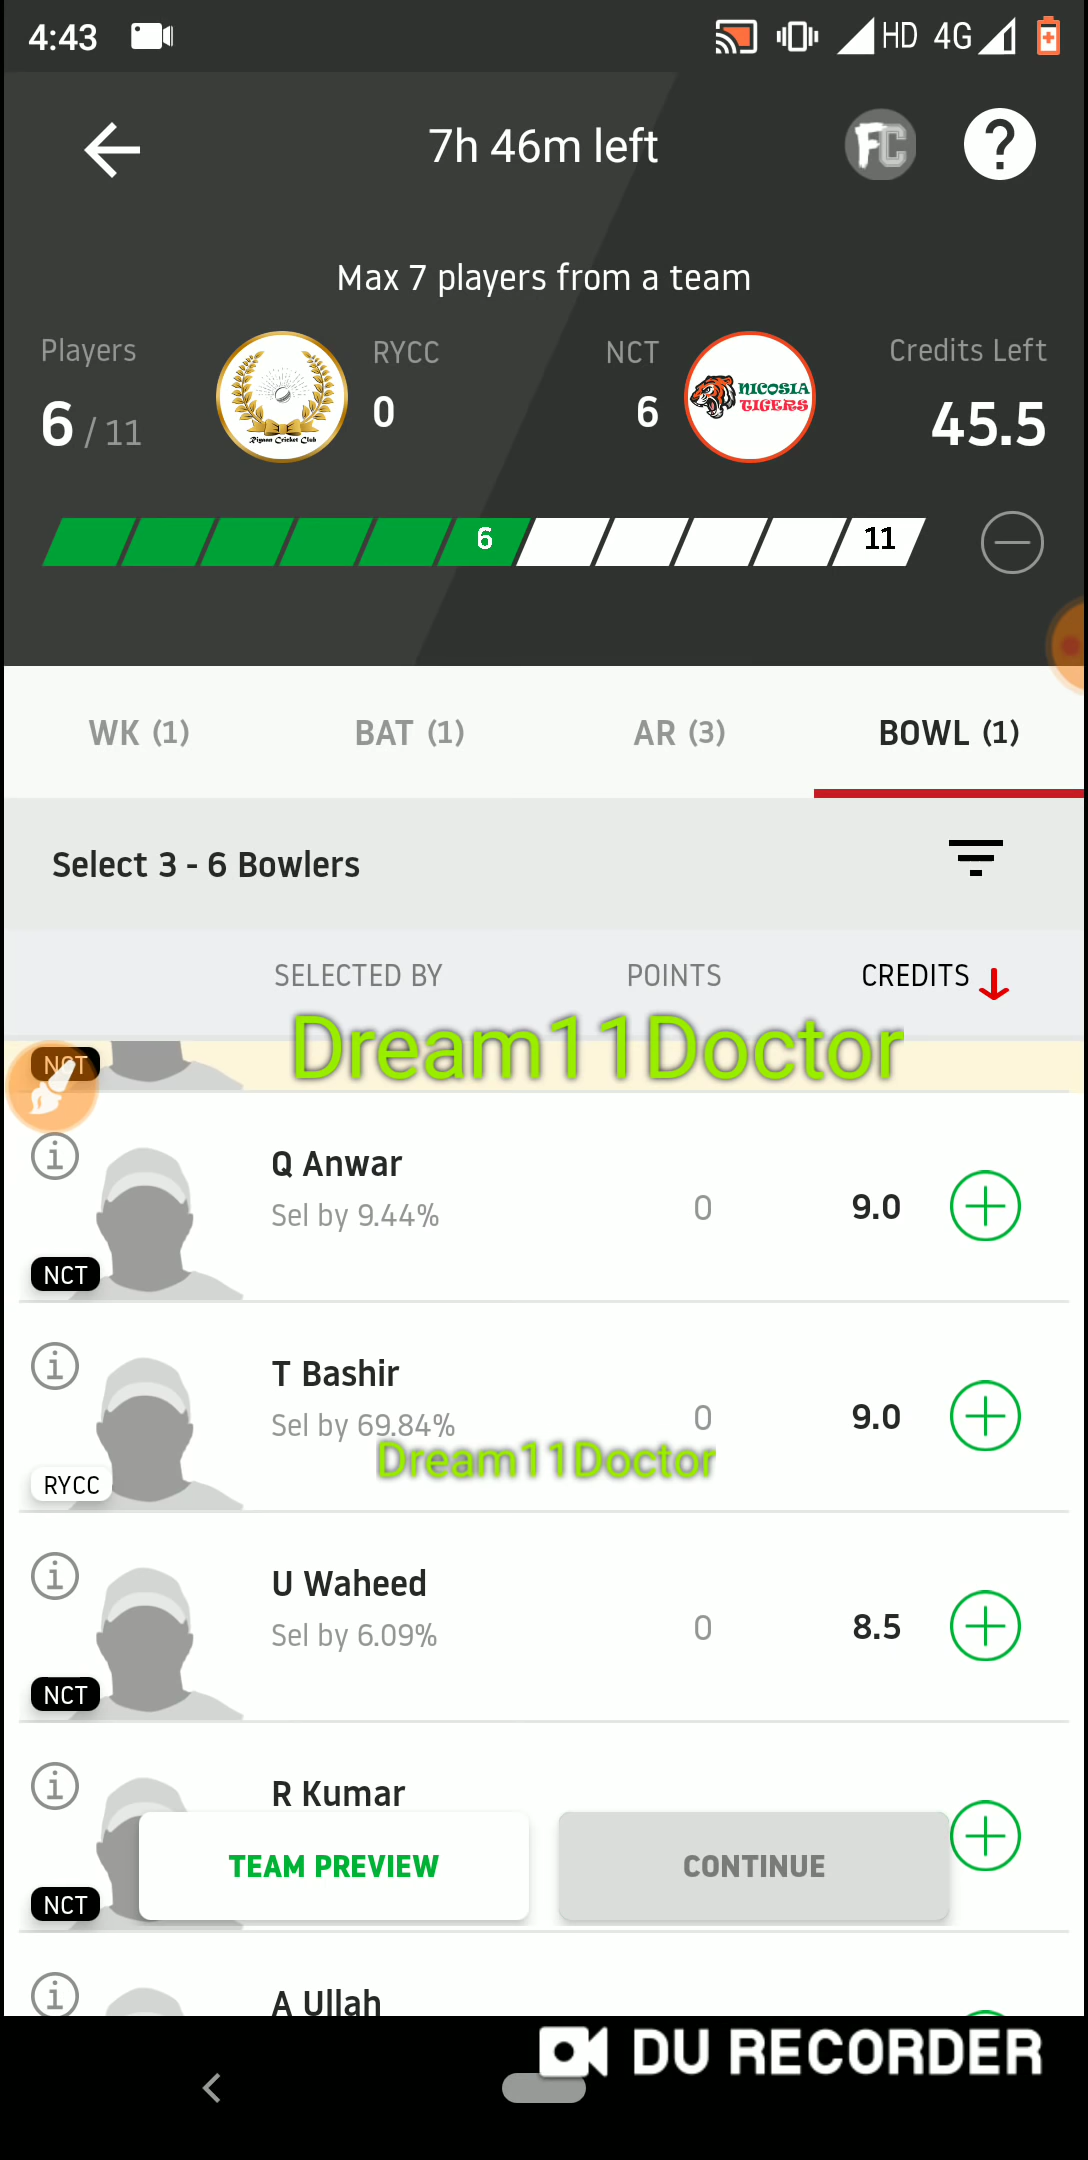 4:43 HD 4G
7h 46m left FC ?
Max 7 players from a team
Players RYCC NCT Credits Left
6 / 11 0 6 45.5
Riyaan Cricket Club
NICOSIA
TIGERS
6 11
WK (1) BAT (1) AR (3) BOWL (1)
Select 3 - 6 Bowlers
SELECTED BY POINTS CREDITS
Dream11Doctor
NCT
Q Anwar
Sel by 9.44% 0 9.0
NCT
T Bashir
Sel by 69.84% 0 9.0
Dream11Doctor
RYCC
U Waheed
Sel by 6.09% 0 8.5
NCT
R Kumar
TEAM PREVIEW CONTINUE
NCT
A Ullah
DU RECORDER